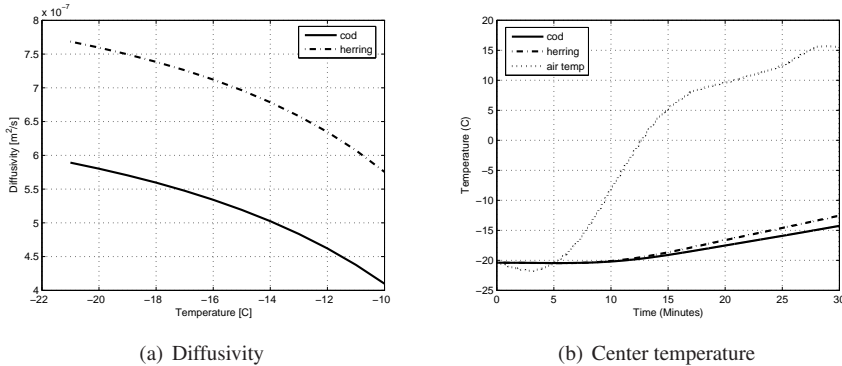 x 10⁻⁷
cod
herring
8
7.5
7
6.5
6
5.5
5
4.5
4
Diffusivity [m²/s]
−22
−20
−18
−16
−14
−12
−10
Temperature [C]
(a) Diffusivity
cod
herring
air temp
20
15
10
5
0
−5
−10
−15
−20
−25
Temperature (C)
0
5
10
15
20
25
30
Time (Minutes)
(b) Center temperature